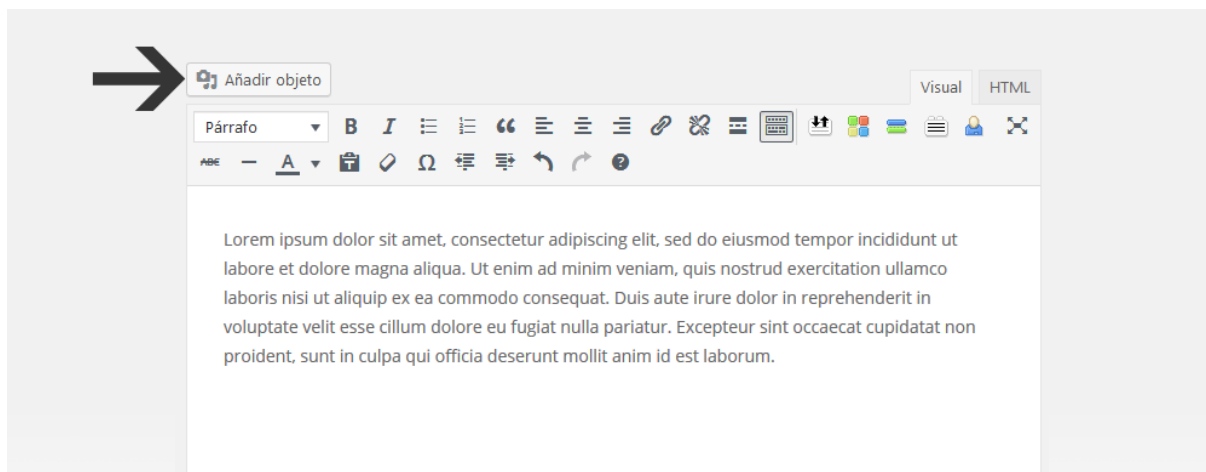 Añadir objeto
Visual HTML
Párrafo B I “ 
ABC A T Ω ?
Lorem ipsum dolor sit amet, consectetur adipiscing elit, sed do eiusmod tempor incididunt ut
labore et dolore magna aliqua. Ut enim ad minim veniam, quis nostrud exercitation ullamco
laboris nisi ut aliquip ex ea commodo consequat. Duis aute irure dolor in reprehenderit in
voluptate velit esse cillum dolore eu fugiat nulla pariatur. Excepteur sint occaecat cupidatat non
proident, sunt in culpa qui officia deserunt mollit anim id est laborum.